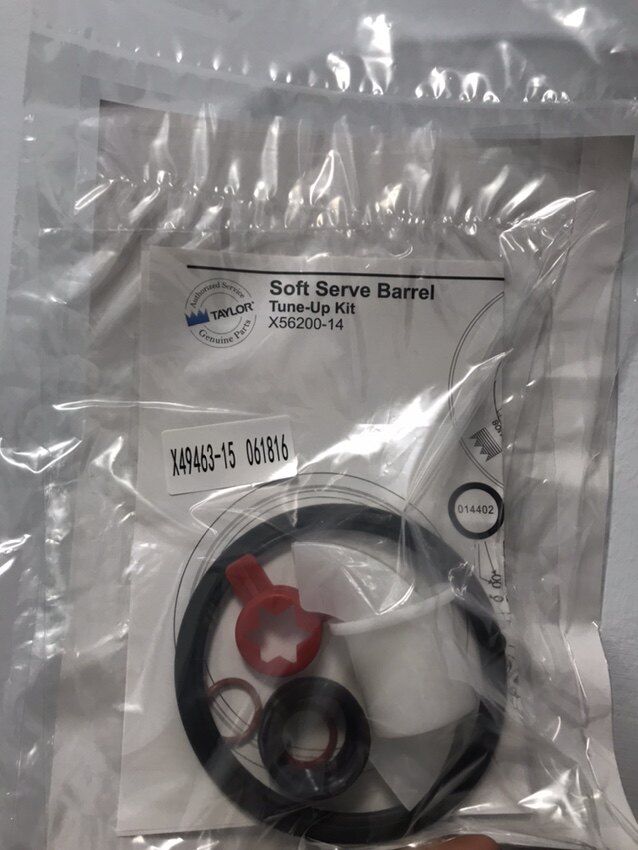 Authorized Service
TAYLOR®
Genuine Parts
Soft Serve Barrel
Tune-Up Kit
X56200-14
X49463-15 061816
014402